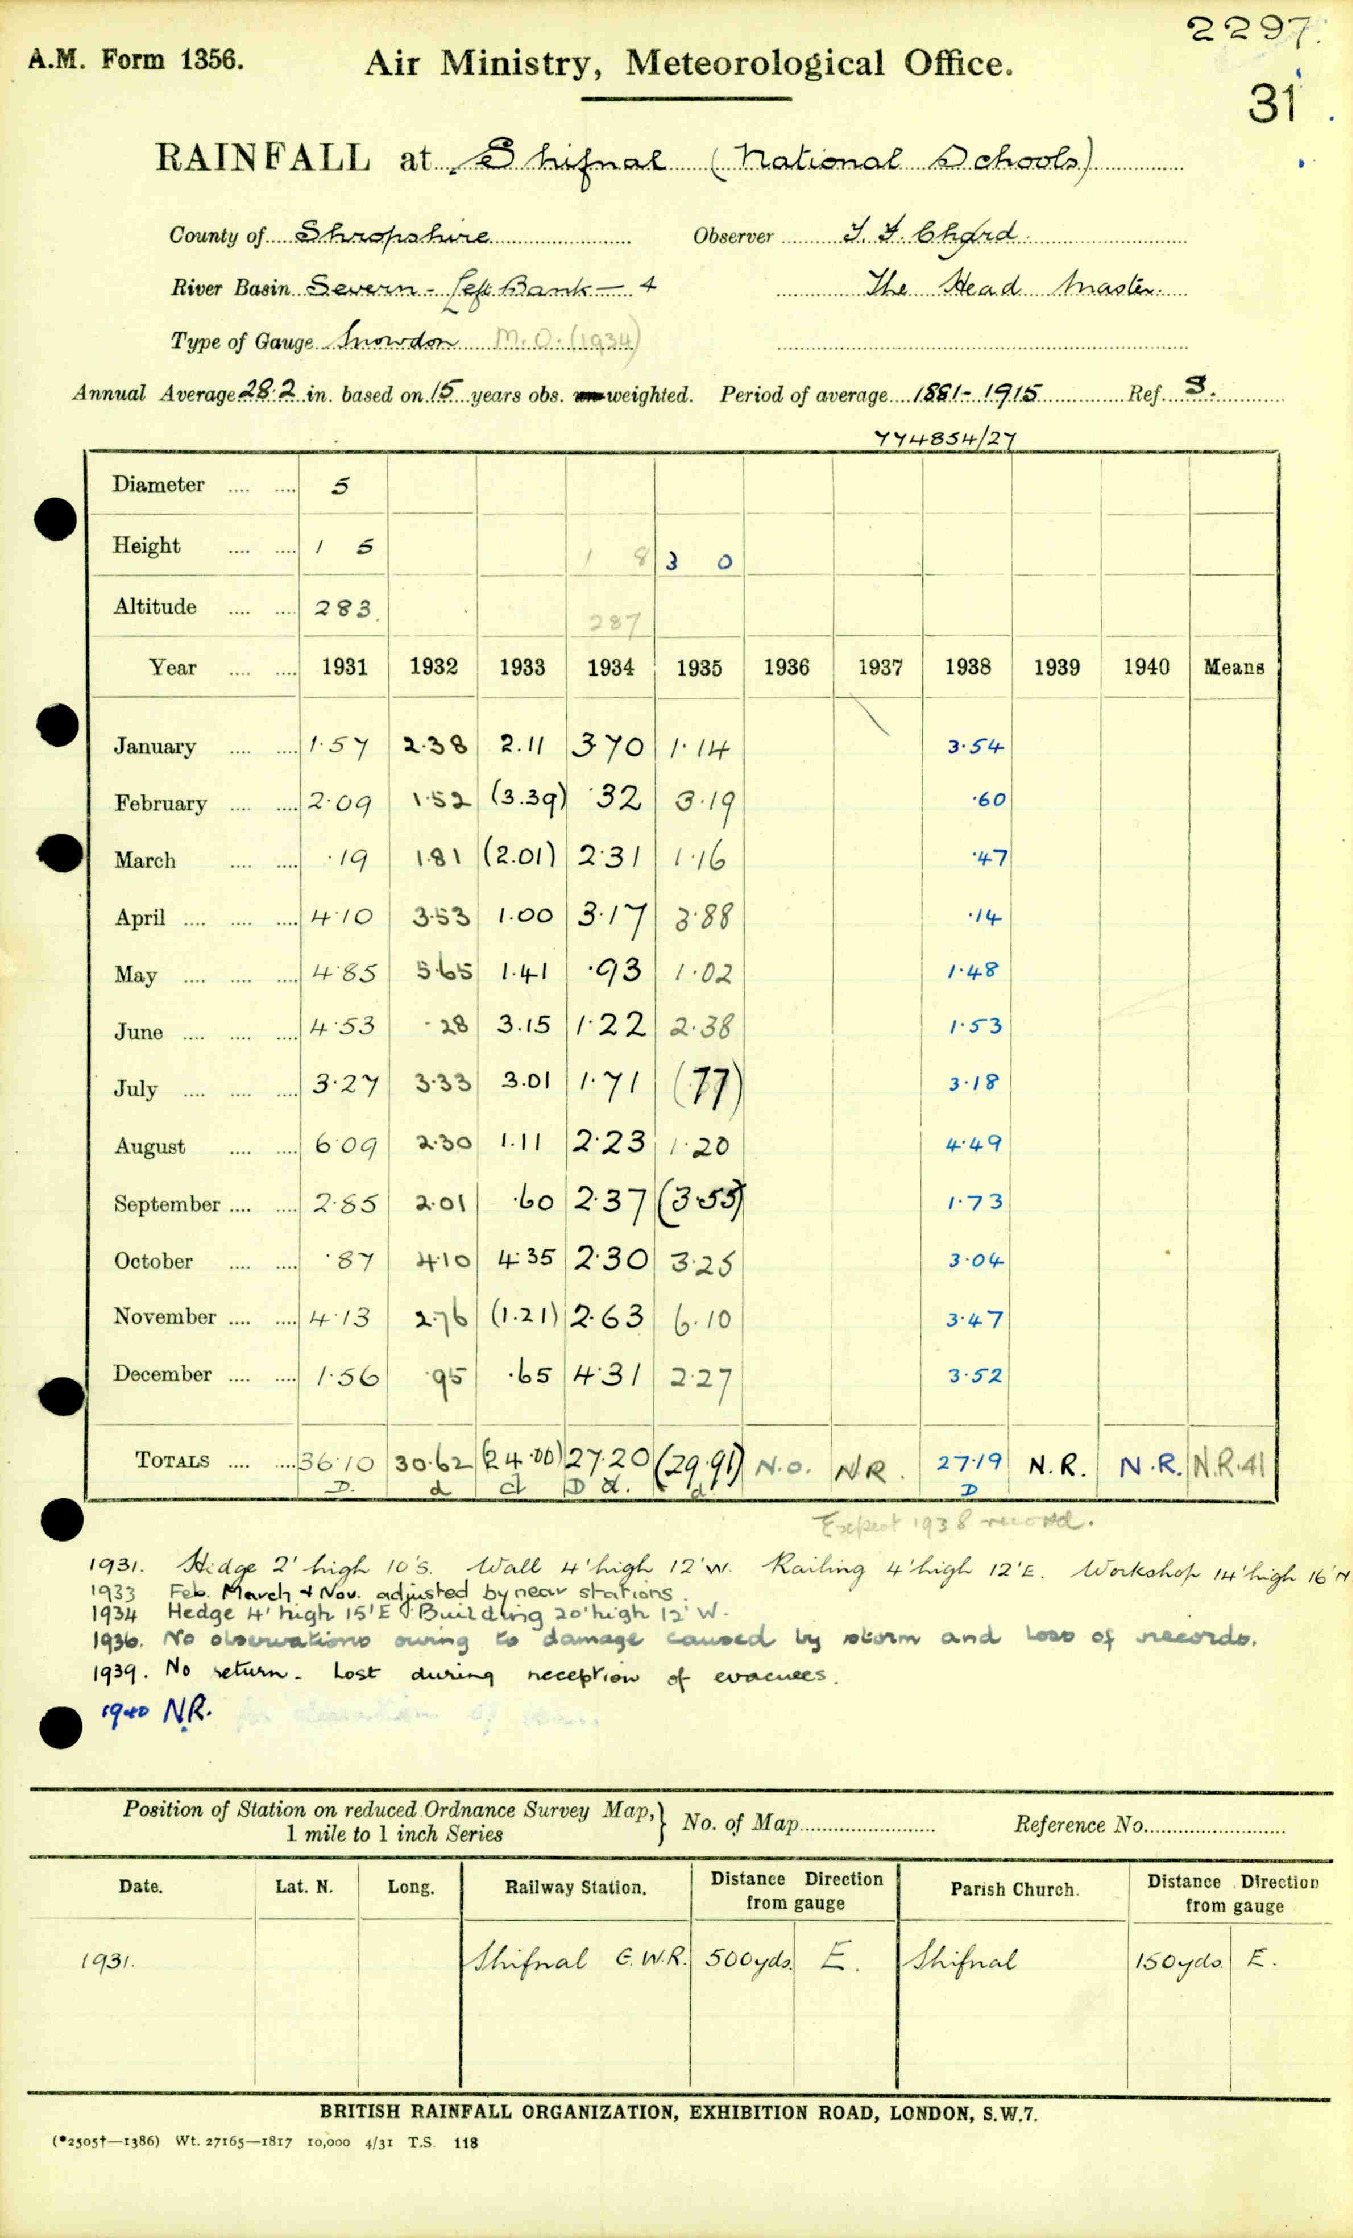 2297.
A.M. Form 1356.
Air Ministry, Meteorological Office.
31
RAINFALL at Shifnal (National Schools)
County of Shropshire Observer
River Basin Severn - Left Bank - 4 The Head Master.
Type of Gauge Snowdon M.O. (1934)
Annual Average 28.2 in. based on 15 years obs. weighted. Period of average 1881-1915 Ref. S.
774854/27
Diameter .... .... 5
Height .... .... 1 5 1 8 3 0
Altitude .... .... 283. 287
Year .... .... 1931 1932 1933 1934 1935 1936 1937 1938 1939 1940 Means
January .... .... 1.57 2.38 2.11 3.70 1.14 3.54
February .... .... 2.09 1.52 (3.39) .32 3.19 .60
March .... .... .19 1.81 (2.01) 2.31 1.16 .47
April .... .... .... 4.10 3.53 1.00 3.17 3.88 .14
May .... .... .... 4.85 5.65 1.41 .93 1.02 1.48
June .... .... .... 4.53 .28 3.15 1.22 2.38 1.53
July .... .... .... 3.27 3.33 3.01 1.71 (.77) 3.18
August .... .... 6.09 2.30 1.11 2.23 1.20 4.49
September .... .... 2.85 2.01 .60 2.37 (3.55) 1.73
October .... .... .87 4.10 4.35 2.30 3.25 3.04
November .... .... 4.13 2.76 (1.21) 2.63 6.10 3.47
December .... .... 1.56 .95 .65 4.31 2.27 3.52
TOTALS .... .... 36.10 30.62 (24.00) 27.20 (29.91) N.O. N.R. 27.19 N.R. N.R. N.R.41
D. d d D d. d D
Expect 1938 record.
1931. Hedge 2' high 10'S. Wall 4' high 12'W. Railing 4' high 12'E. Workshop 14' high 16'N
1933 Feb. March & Nov. adjusted by near stations.
1934 Hedge 4' high 15'E & Building 20' high 12'W.
1936. No observations owing to damage caused by storm and loss of records.
1939. No return. Lost during reception of evacuees.
1940 N.R.
Position of Station on reduced Ordnance Survey Map,} No. of Map Reference No.
1 mile to 1 inch Series
Date. Lat. N. Long. Railway Station. Distance Direction from gauge Parish Church. Distance Direction from gauge
1931. Shifnal G.W.R. 500yds. E. Shifnal 150yds. E.
BRITISH RAINFALL ORGANIZATION, EXHIBITION ROAD, LONDON, S.W.7.
(*2505†—1386) Wt. 27165—1817 10,000 4/31 T.S. 118